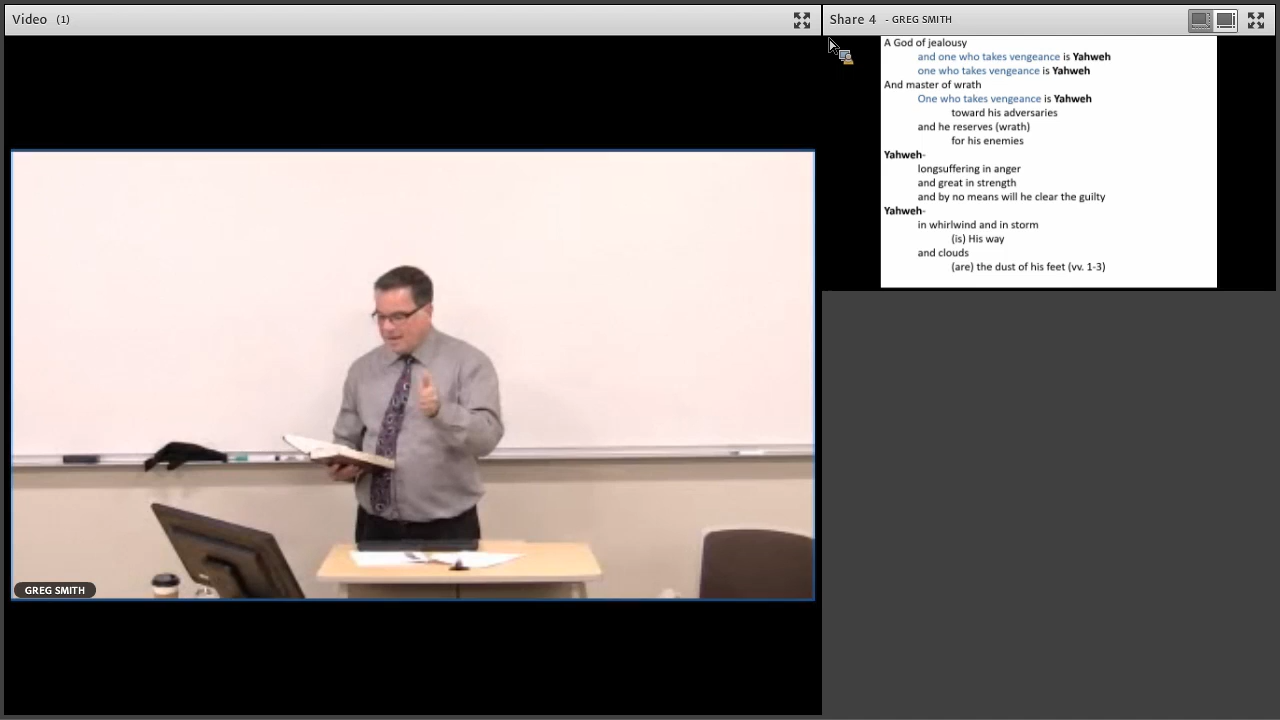 Video (1)
Share 4 - GREG SMITH
A God of jealousy
and one who takes vengeance is Yahweh
one who takes vengeance is Yahweh
And master of wrath
One who takes vengeance is Yahweh
toward his adversaries
and he reserves (wrath)
for his enemies
Yahweh-
longsuffering in anger
and great in strength
and by no means will he clear the guilty
Yahweh-
in whirlwind and in storm
(is) His way
and clouds
(are) the dust of his feet (vv. 1-3)
GREG SMITH